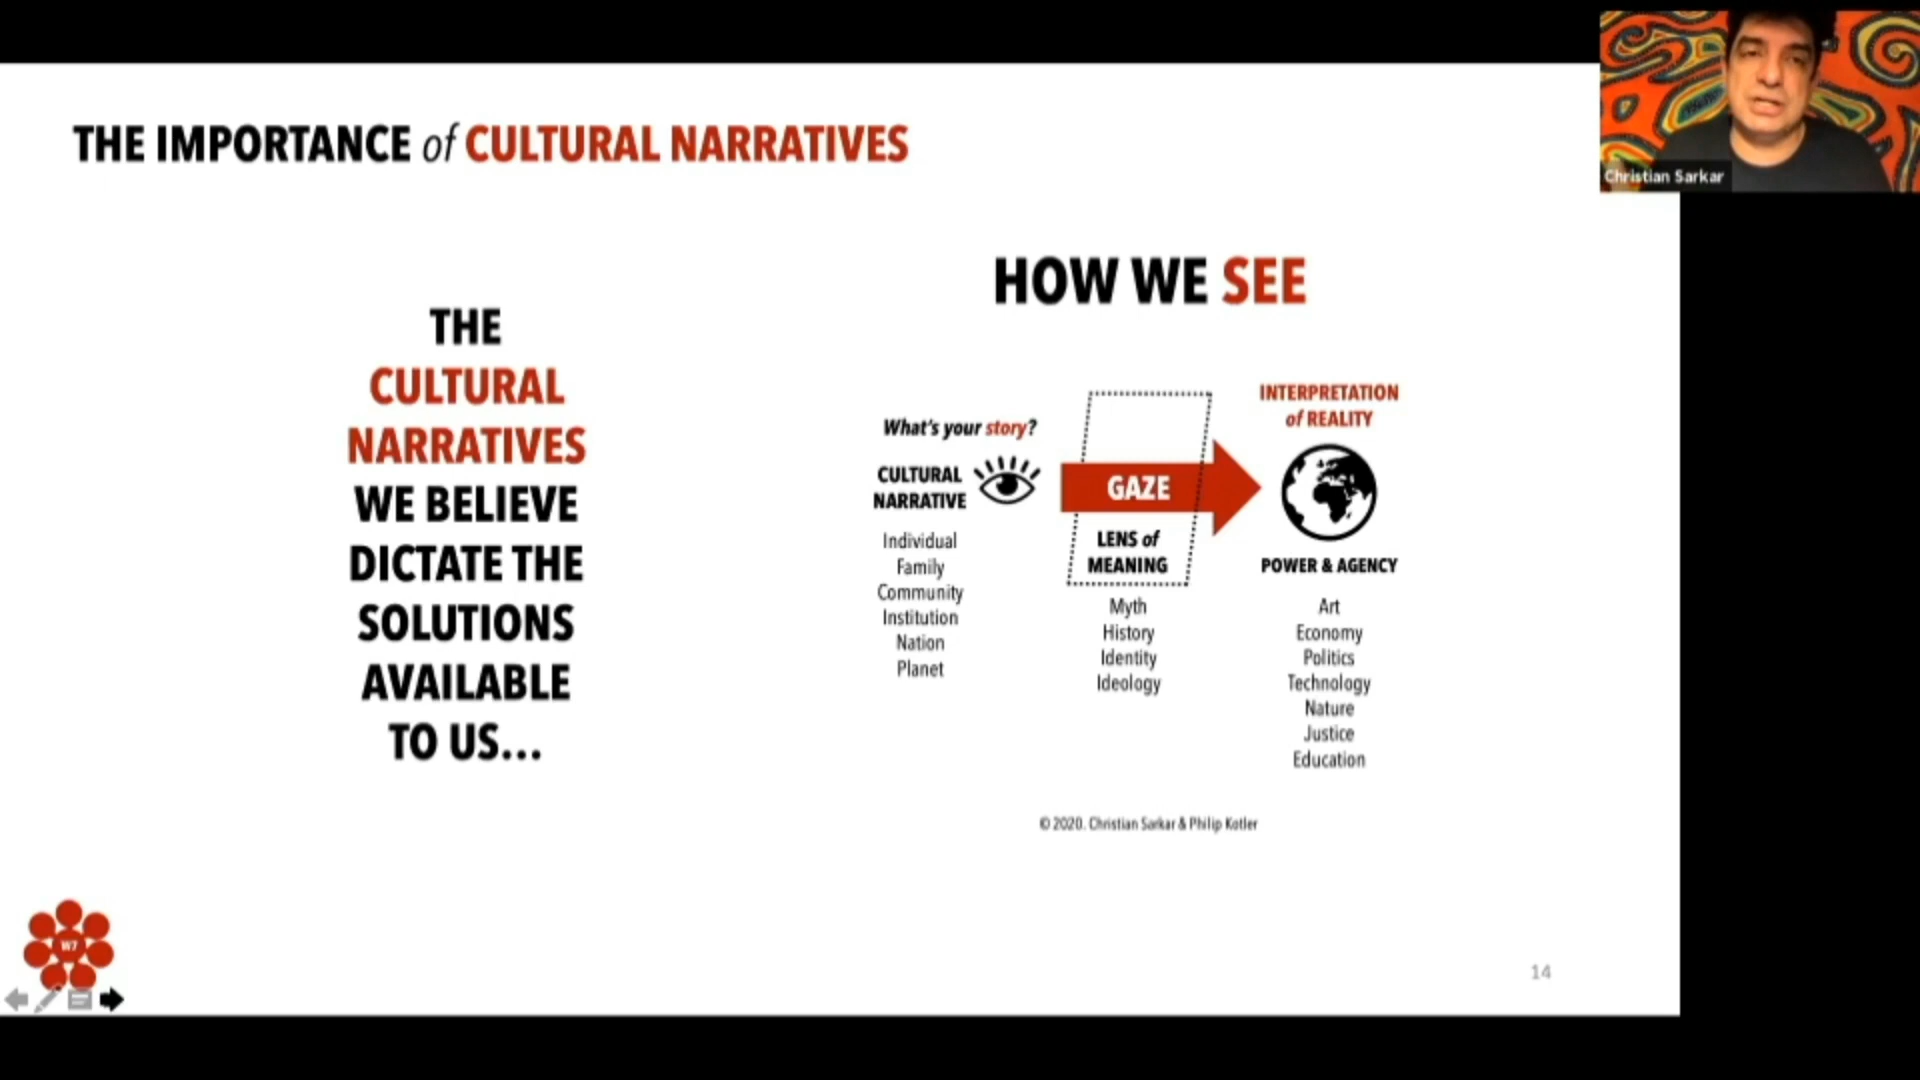 THE IMPORTANCE of CULTURAL NARRATIVES
Christian Sarkar
THE
CULTURAL
NARRATIVES
WE BELIEVE
DICTATE THE
SOLUTIONS
AVAILABLE
TO US...
HOW WE SEE
What's your story?
CULTURAL
NARRATIVE
Individual
Family
Community
Institution
Nation
Planet
GAZE
LENS of
MEANING
Myth
History
Identity
Ideology
INTERPRETATION
of REALITY
POWER & AGENCY
Art
Economy
Politics
Technology
Nature
Justice
Education
© 2020. Christian Sarkar & Philip Kotler
W7
14